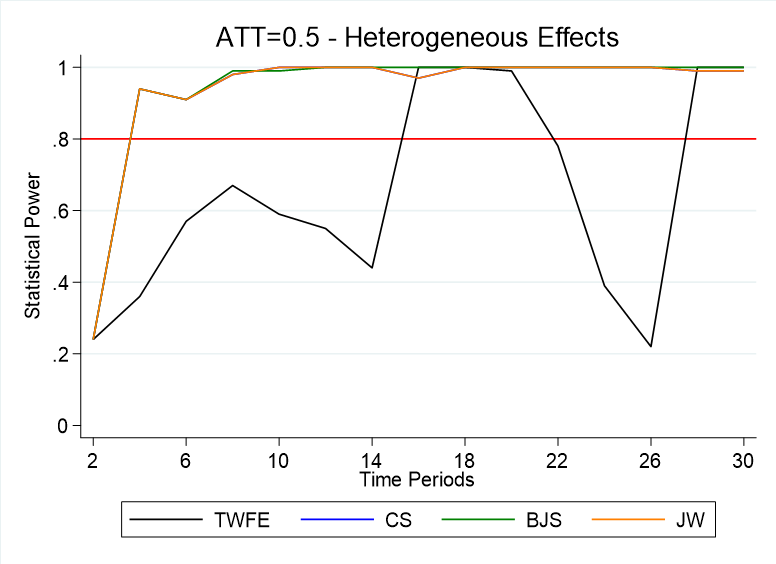 ATT=0.5 - Heterogeneous Effects
Statistical Power
1
.8
.6
.4
.2
0
2 6 10 14 18 22 26 30
Time Periods
TWFE CS BJS JW